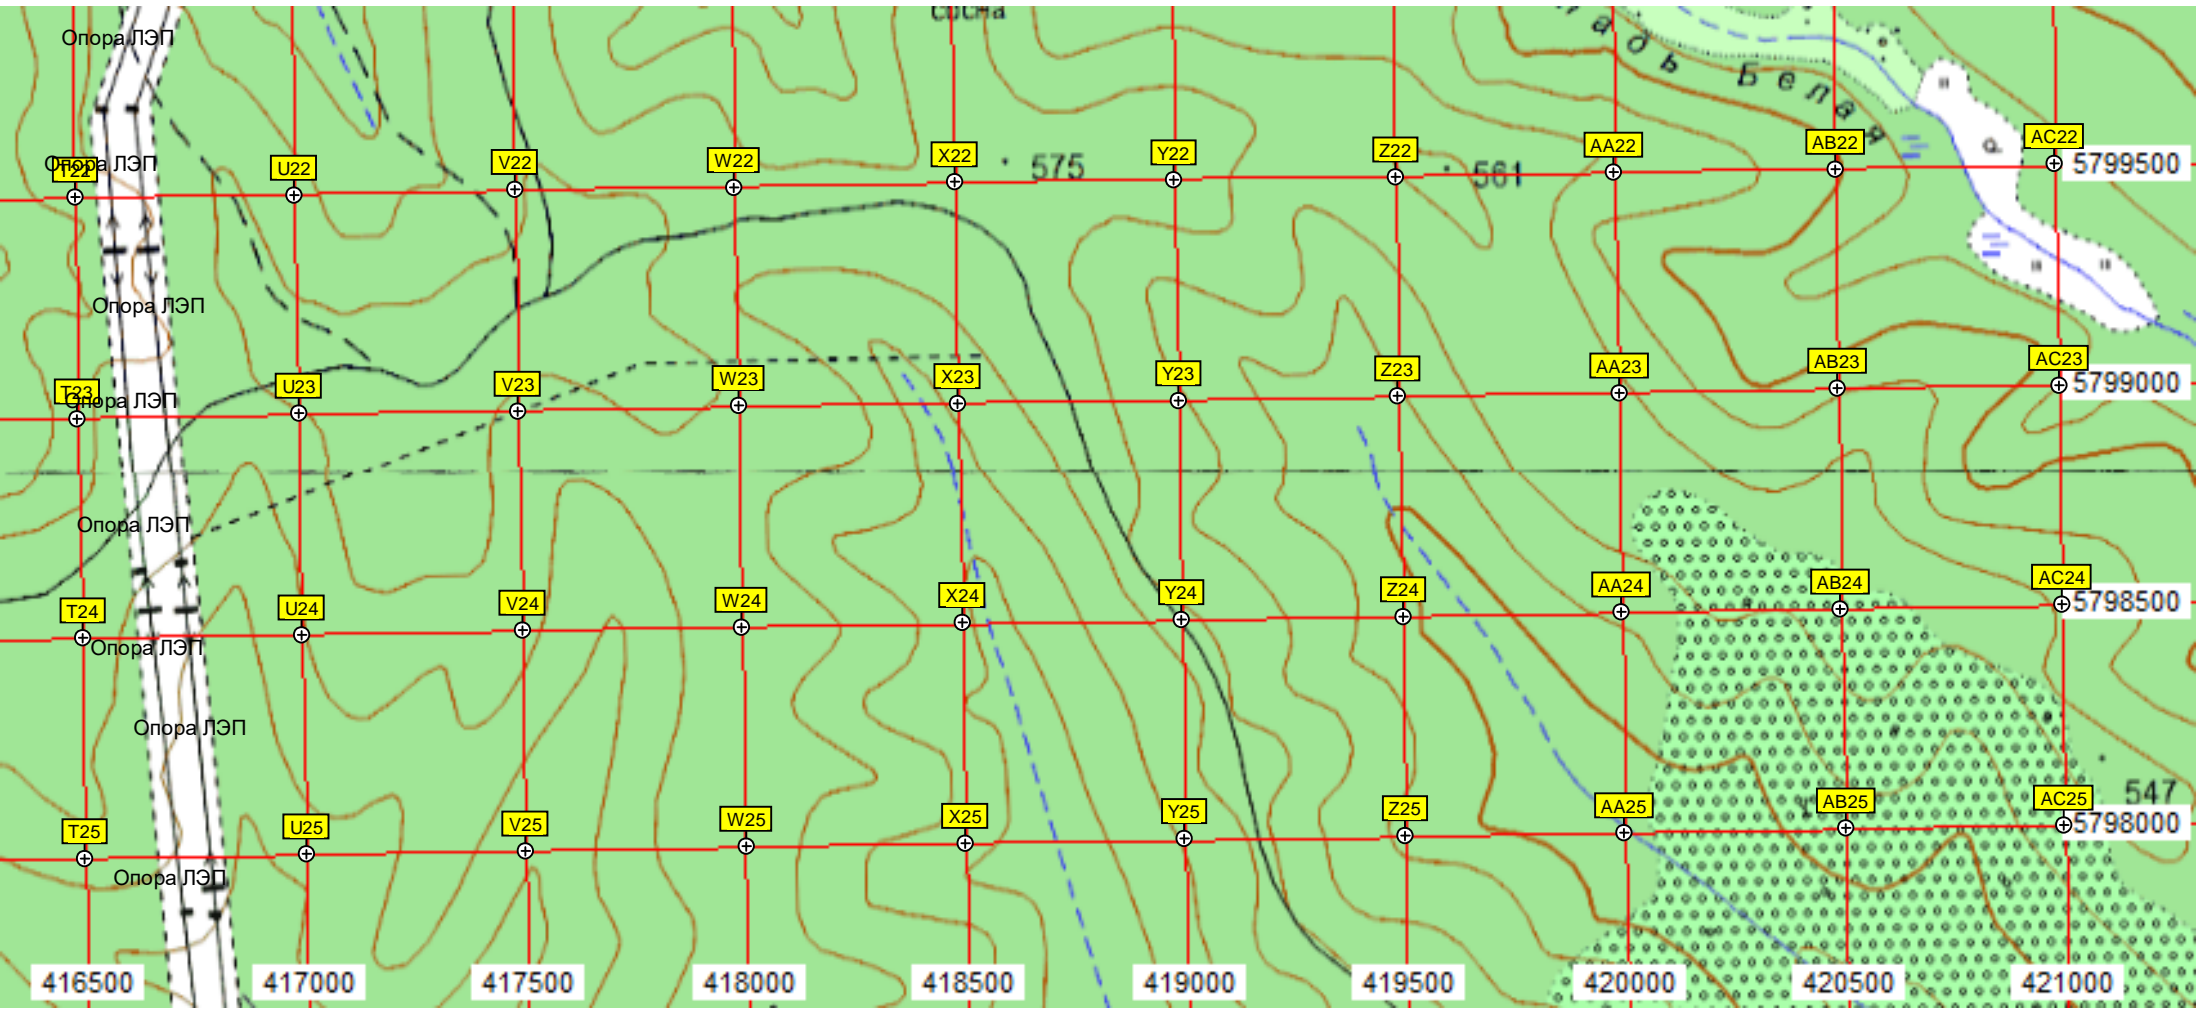 сосна
Опора ЛЭП
падь Белая
T22
Опора ЛЭП
U22
V22
W22
X22
575
Y22
Z22
561
AA22
AB22
AC22
5799500
Опора ЛЭП
T23
Опора ЛЭП
U23
V23
W23
X23
Y23
Z23
AA23
AB23
AC23
5799000
Опора ЛЭП
T24
U24
V24
W24
X24
Y24
Z24
AA24
AB24
AC24
5798500
Опора ЛЭП
Опора ЛЭП
547
T25
U25
V25
W25
X25
Y25
Z25
AA25
AB25
AC25
5798000
Опора ЛЭП
416500 417000 417500 418000 418500 419000 419500 420000 420500 421000